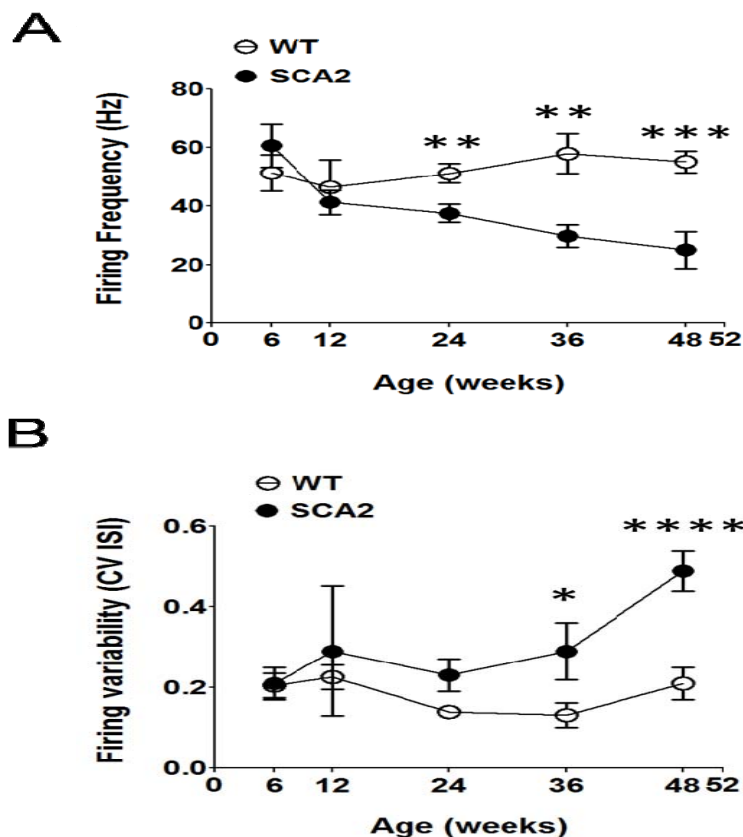 A
WT
SCA2
Firing Frequency (Hz)
80
60
40
20
0
** ** ***
0 6 12 24 36 48 52
Age (weeks)
B
WT
SCA2
Firing variability (CV ISI)
0.6
0.4
0.2
0.0
* ****
0 6 12 24 36 48 52
Age (weeks)